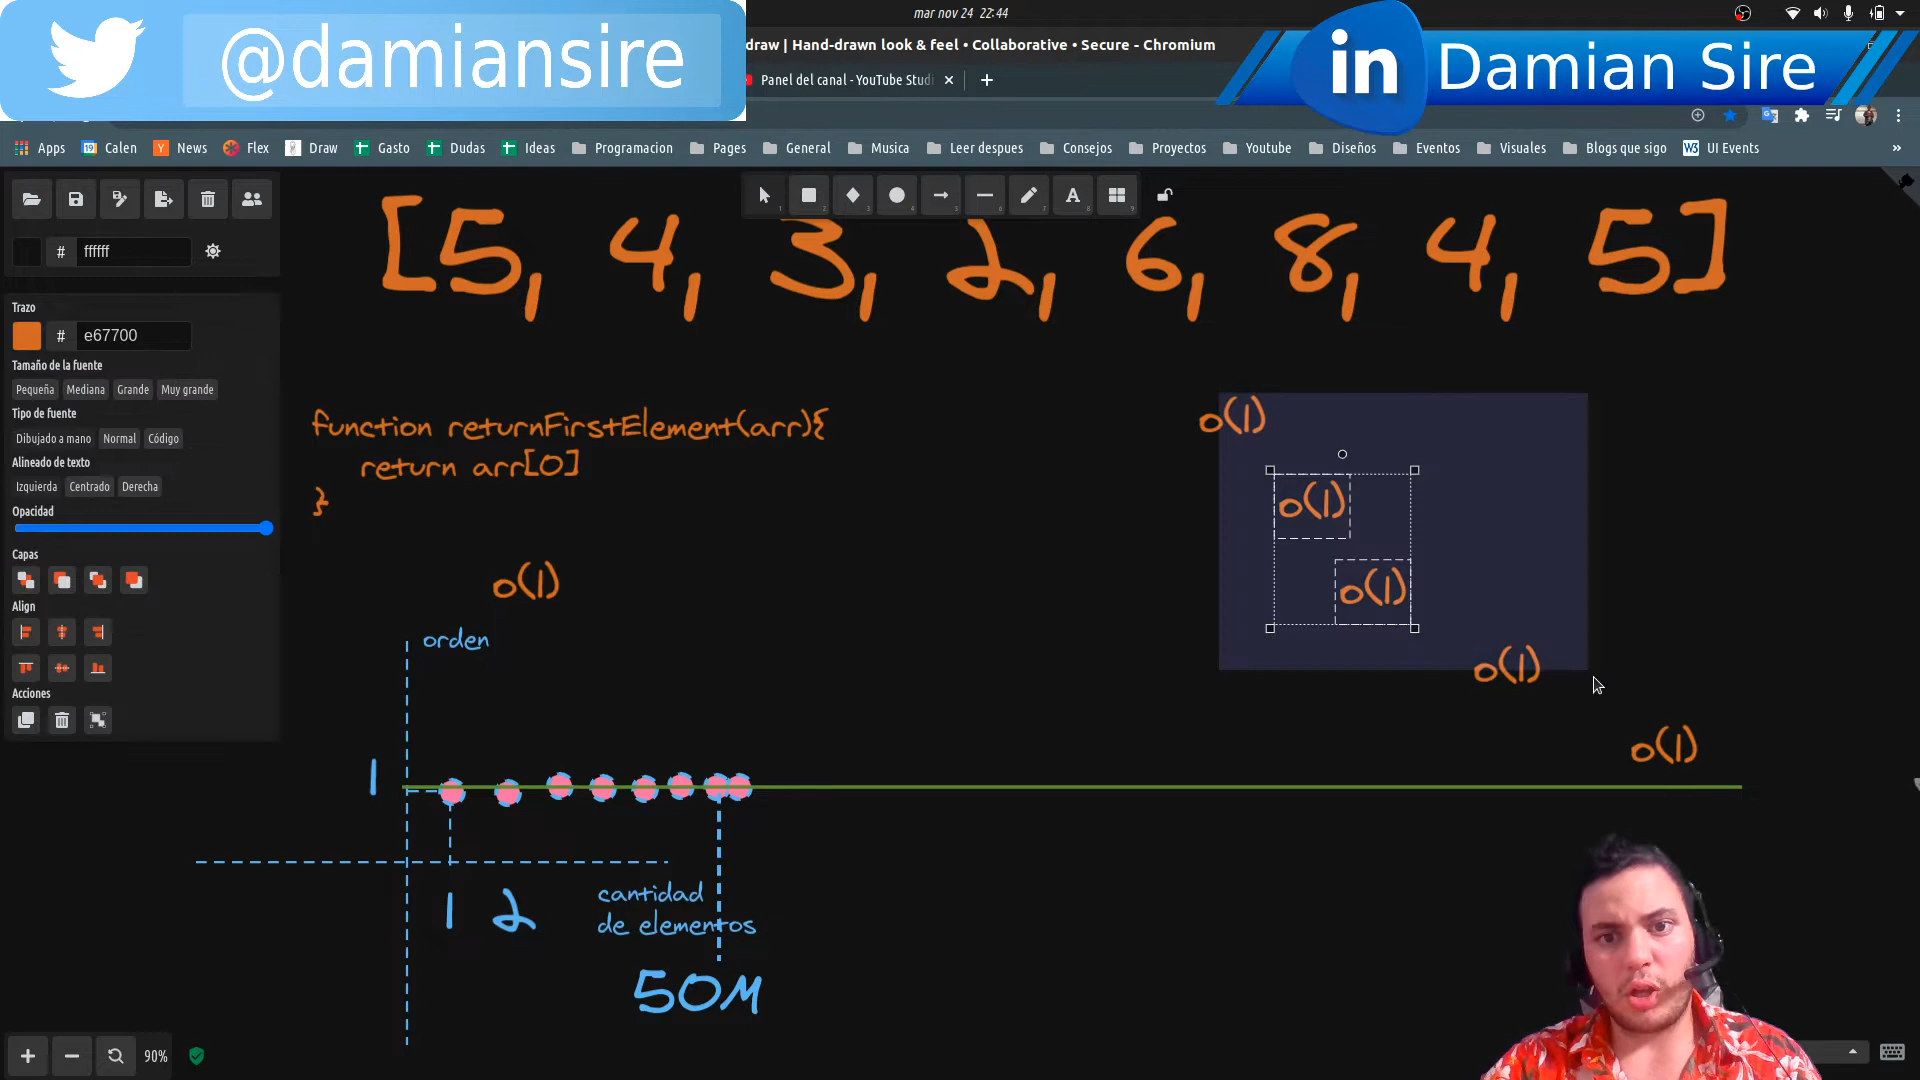 mar nov 24 22:44
@damiansire
draw | Hand-drawn look & feel • Collaborative • Secure - Chromium
in Damian Sire
Panel del canal - YouTube Studi
Apps Calen News Flex Draw Gasto Dudas Ideas Programacion Pages General Musica Leer despues Consejos Proyectos Youtube Diseños Eventos Visuales Blogs que sigo UI Events
[5, 4, 3, 2, 6, 8, 4, 5]
# ffffff
Trazo
# e67700
Tamaño de la fuente
Pequeña Mediana Grande Muy grande
Tipo de fuente
Dibujado a mano Normal Código
Alineado de texto
Izquierda Centrado Derecha
Opacidad
Capas
Align
Acciones
function returnFirstElement(arr){
return arr[0]
}
o(1)
o(1)
o(1)
o(1)
o(1)
o(1)
orden
1
1 2
cantidad
de elementos
50M
90%